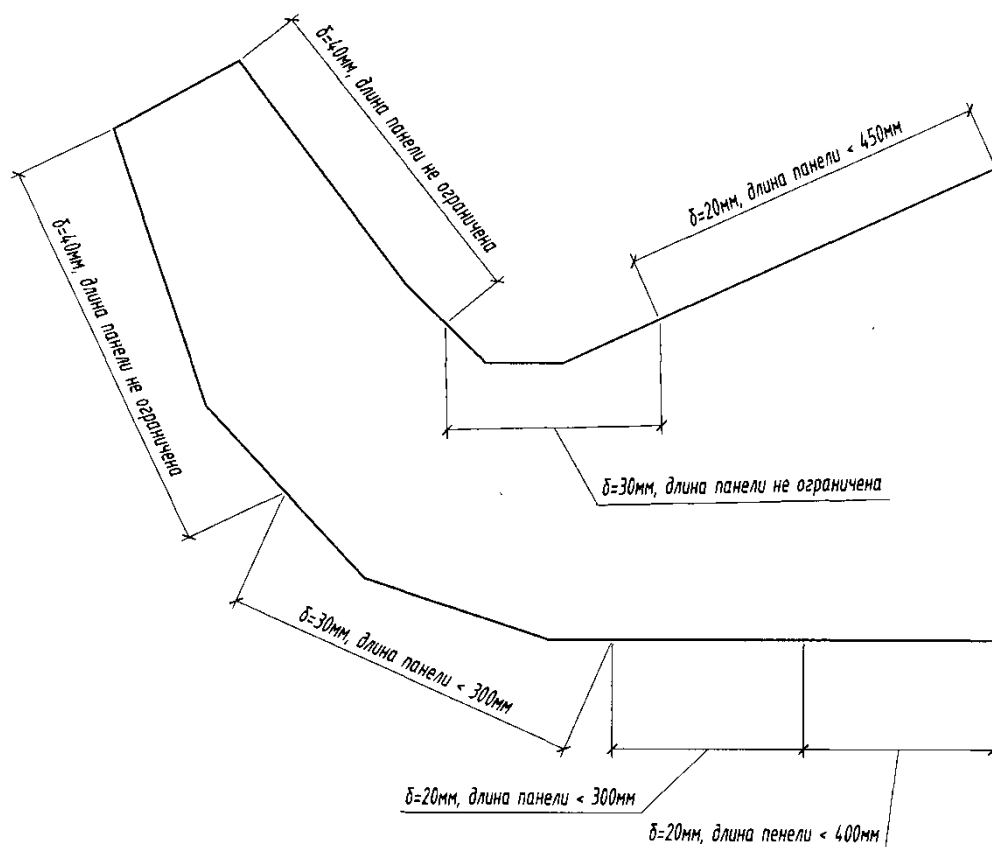 δ=40мм, длина панели не ограничена
δ=20мм, длина панели < 450мм
δ=40мм, длина панели не ограничена
δ=30мм, длина панели не ограничена
δ=30мм, длина панели < 300мм
δ=20мм, длина панели < 300мм
δ=20мм, длина пенели < 400мм